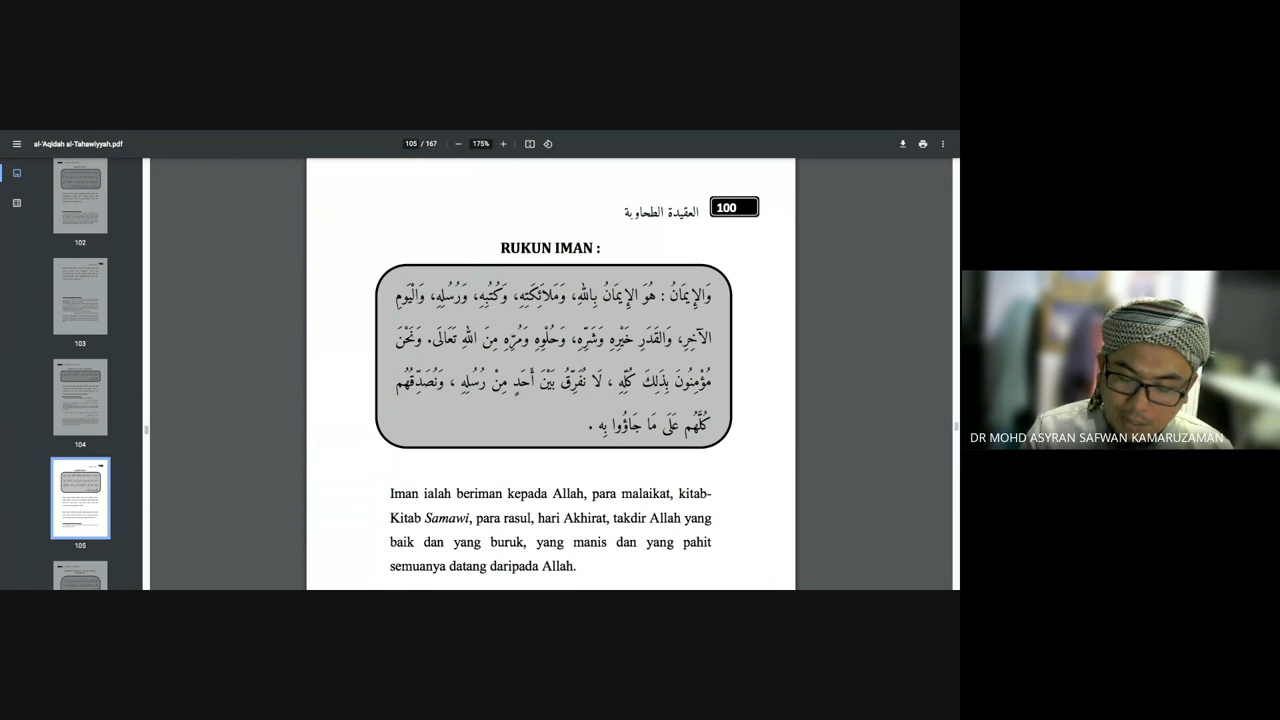 al-'Aqidah al-Tahawiyyah.pdf
105 / 167
175%
102
103
104
105
العقيدة الطحاوية
100
RUKUN IMAN :
وَالإِيمَانُ : هُوَ الإِيمَانُ بِاللهِ، وَمَلَائِكَتِهِ، وَكُتُبِهِ، وَرُسُلِهِ، وَالْيَوْمِ
الآخِرِ، وَالقَدَرِ خَيْرِهِ وَشَرِّهِ، وَحُلْوِهِ وَمُرِّهِ مِنَ اللهِ تَعَالَى. وَنَحْنَ
مُؤْمِنُونَ بِذَلِكَ كُلِّهِ ، لَا نُفَرِّقُ بَيْنَ أَحَدٍ مِنْ رُسُلِهِ ، وَنُصَدِّقُهُم
كُلَّهُم عَلَى مَا جَاؤُوا بِهِ .
Iman ialah beriman kepada Allah, para malaikat, kitab-
Kitab Samawi, para rasul, hari Akhirat, takdir Allah yang
baik dan yang buruk, yang manis dan yang pahit
semuanya datang daripada Allah.
DR MOHD ASYRAN SAFWAN KAMARUZAMAN